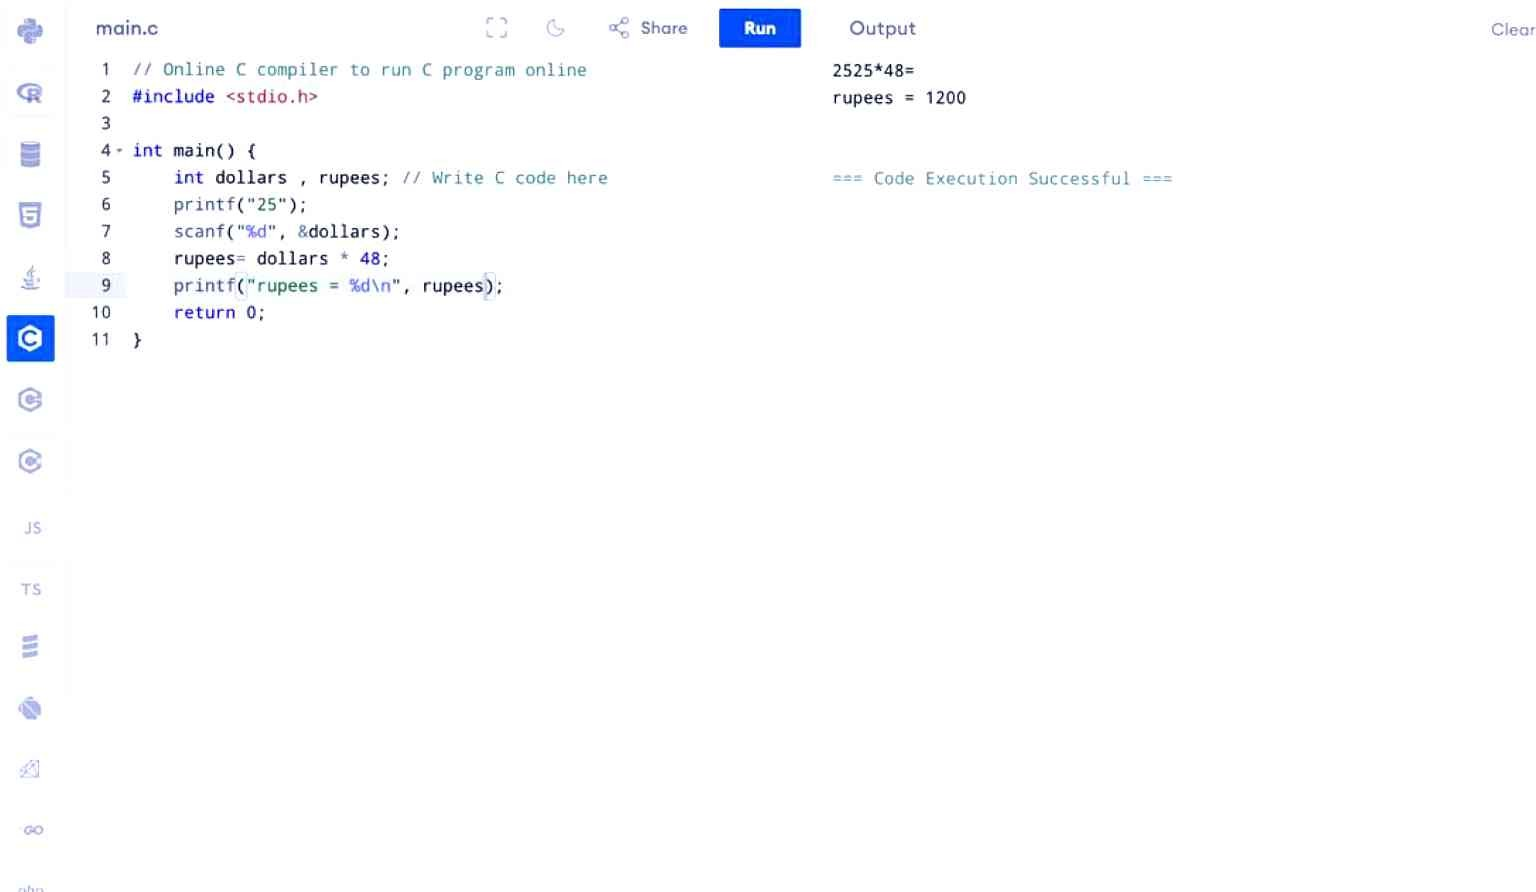 main.c
Share
Run
Output
Clear
1 // Online C compiler to run C program online
2 #include <stdio.h>
3
4 int main() {
5 int dollars , rupees; // Write C code here
6 printf("25");
7 scanf("%d", &dollars);
8 rupees= dollars * 48;
9 printf("rupees = %d\n", rupees);
10 return 0;
11 }
2525*48=
rupees = 1200
=== Code Execution Successful ===
JS
TS
GO
php